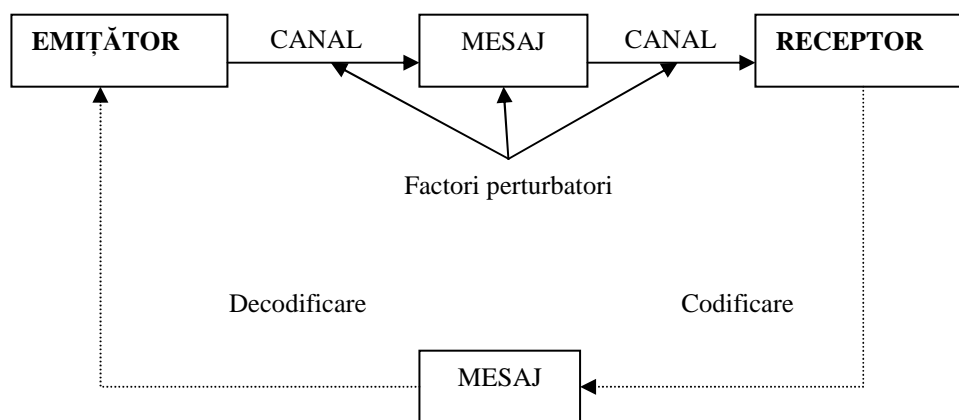 EMIȚĂTOR
CANAL
MESAJ
CANAL
RECEPTOR
Factori perturbatori
Decodificare
Codificare
MESAJ